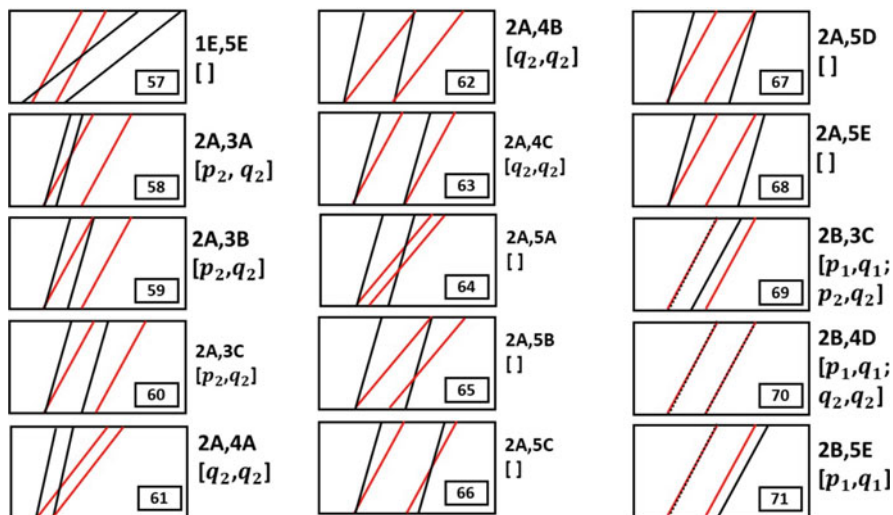 1E,5E
[ ]
57
2A,3A
[p₂, q₂]
58
2A,3B
[p₂,q₂]
59
2A,3C
[p₂,q₂]
60
2A,4A
[q₂,q₂]
61
2A,4B
[q₂,q₂]
62
2A,4C
[q₂,q₂]
63
2A,5A
[ ]
64
2A,5B
[ ]
65
2A,5C
[ ]
66
2A,5D
[ ]
67
2A,5E
[ ]
68
2B,3C
[p₁,q₁;
p₂,q₂]
69
2B,4D
[p₁,q₁;
q₂,q₂]
70
2B,5E
[p₁,q₁]
71